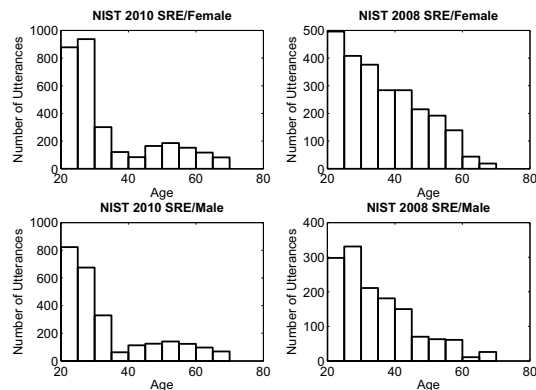 NIST 2010 SRE/Female
NIST 2008 SRE/Female
Number of Utterances
1000
800
600
400
200
0
20 40 60 80
Age
Number of Utterances
500
400
300
200
100
0
20 40 60 80
Age
NIST 2010 SRE/Male
NIST 2008 SRE/Male
Number of Utterances
1000
800
600
400
200
0
20 40 60 80
Age
Number of Utterances
400
300
200
100
0
20 40 60 80
Age